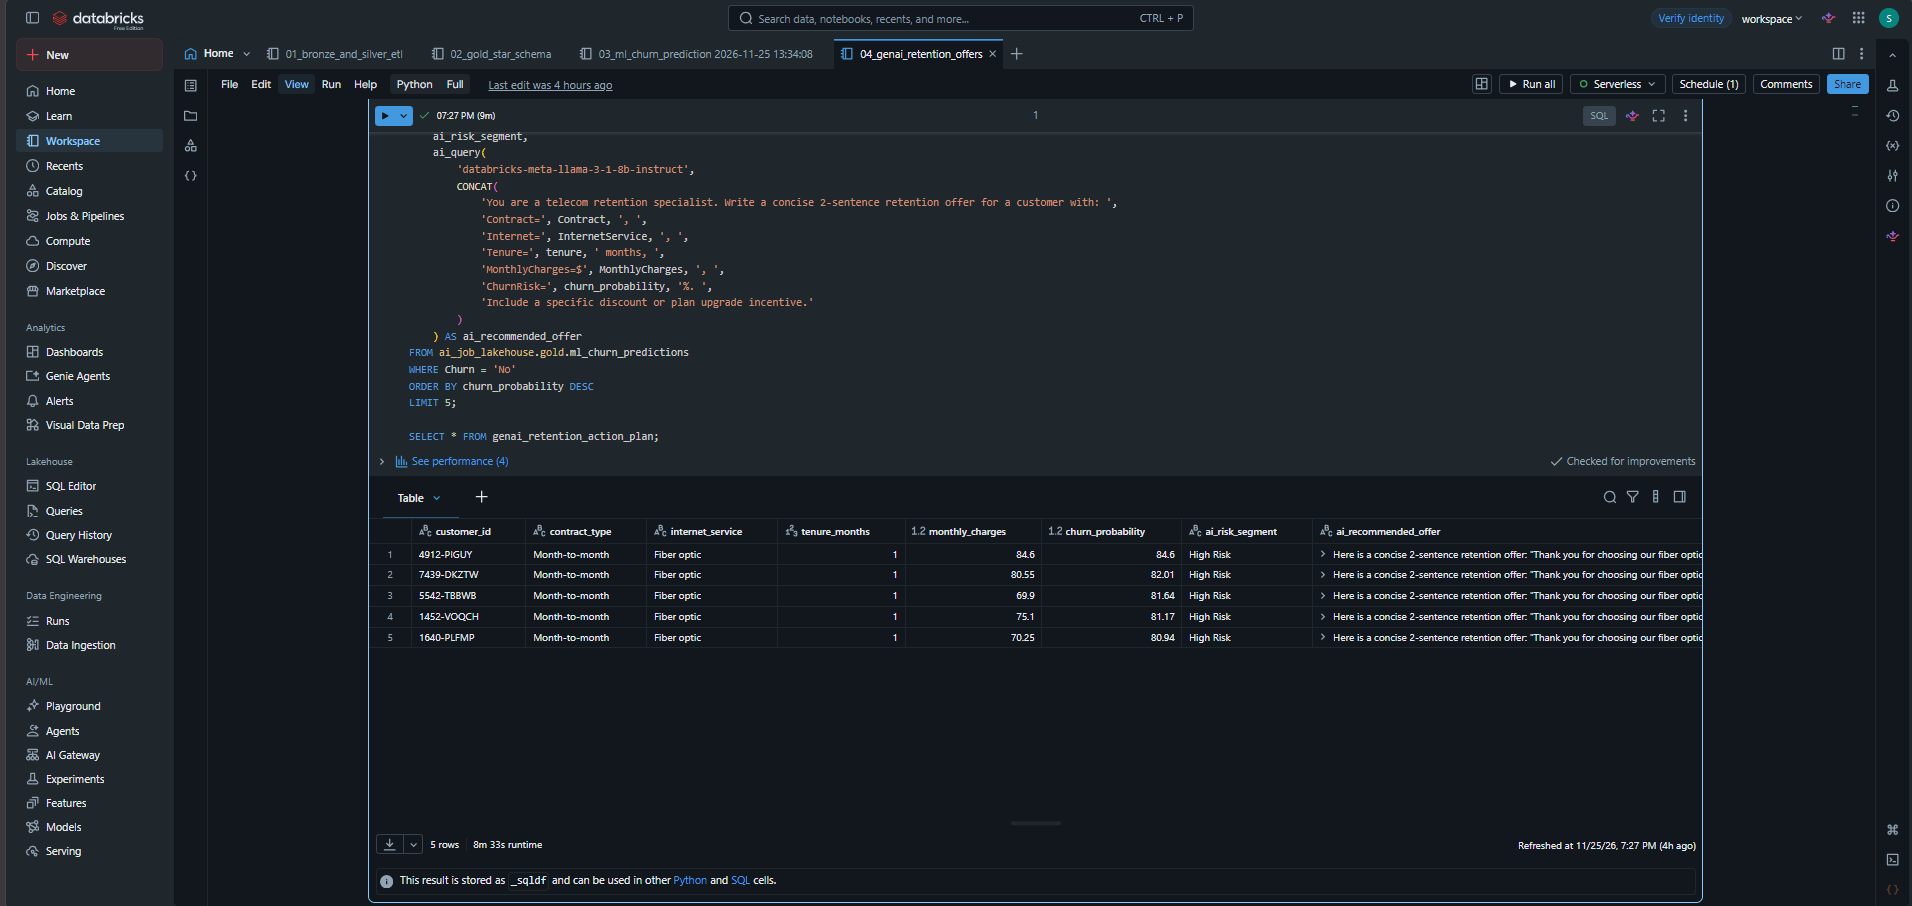 databricks
Free Edition
Search data, notebooks, recents, and more...
CTRL + P
Verify identity
workspace
S
New
Home
Learn
Workspace
Recents
Catalog
Jobs & Pipelines
Compute
Discover
Marketplace
Analytics
Dashboards
Genie Agents
Alerts
Visual Data Prep
Lakehouse
SQL Editor
Queries
Query History
SQL Warehouses
Data Engineering
Runs
Data Ingestion
AI/ML
Playground
Agents
AI Gateway
Experiments
Features
Models
Serving
Home
01_bronze_and_silver_etl
02_gold_star_schema
03_ml_churn_prediction 2026-11-25 13:34:08
04_genai_retention_offers
File Edit View Run Help Python Full Last edit was 4 hours ago
Run all Serverless Schedule (1) Comments Share
07:27 PM (9m)
1
SQL
ai_risk_segment,
ai_query(
'databricks-meta-llama-3-1-8b-instruct',
CONCAT(
'You are a telecom retention specialist. Write a concise 2-sentence retention offer for a customer with: ',
'Contract=', Contract, ', ',
'Internet=', InternetService, ', ',
'Tenure=', tenure, ' months, ',
'MonthlyCharges=$', MonthlyCharges, ', ',
'ChurnRisk=', churn_probability, '%. ',
'Include a specific discount or plan upgrade incentive.'
)
) AS ai_recommended_offer
FROM ai_job_lakehouse.gold.ml_churn_predictions
WHERE Churn = 'No'
ORDER BY churn_probability DESC
LIMIT 5;
SELECT * FROM genai_retention_action_plan;
See performance (4)
Checked for improvements
Table
customer_id contract_type internet_service tenure_months 1.2 monthly_charges 1.2 churn_probability ai_risk_segment ai_recommended_offer
1 4912-PIGUY Month-to-month Fiber optic 1 84.6 84.6 High Risk Here is a concise 2-sentence retention offer: "Thank you for choosing our fiber optic
2 7439-DKZTW Month-to-month Fiber optic 1 80.55 82.01 High Risk Here is a concise 2-sentence retention offer: "Thank you for choosing our fiber optic
3 5542-TBBWB Month-to-month Fiber optic 1 69.9 81.64 High Risk Here is a concise 2-sentence retention offer: "Thank you for choosing our fiber optic
4 1452-VOQCH Month-to-month Fiber optic 1 75.1 81.17 High Risk Here is a concise 2-sentence retention offer: "Thank you for choosing our fiber optic
5 1640-PLFMP Month-to-month Fiber optic 1 70.25 80.94 High Risk Here is a concise 2-sentence retention offer: "Thank you for choosing our fiber optic
5 rows 8m 33s runtime
Refreshed at 11/25/26, 7:27 PM (4h ago)
This result is stored as _sqldf and can be used in other Python and SQL cells.